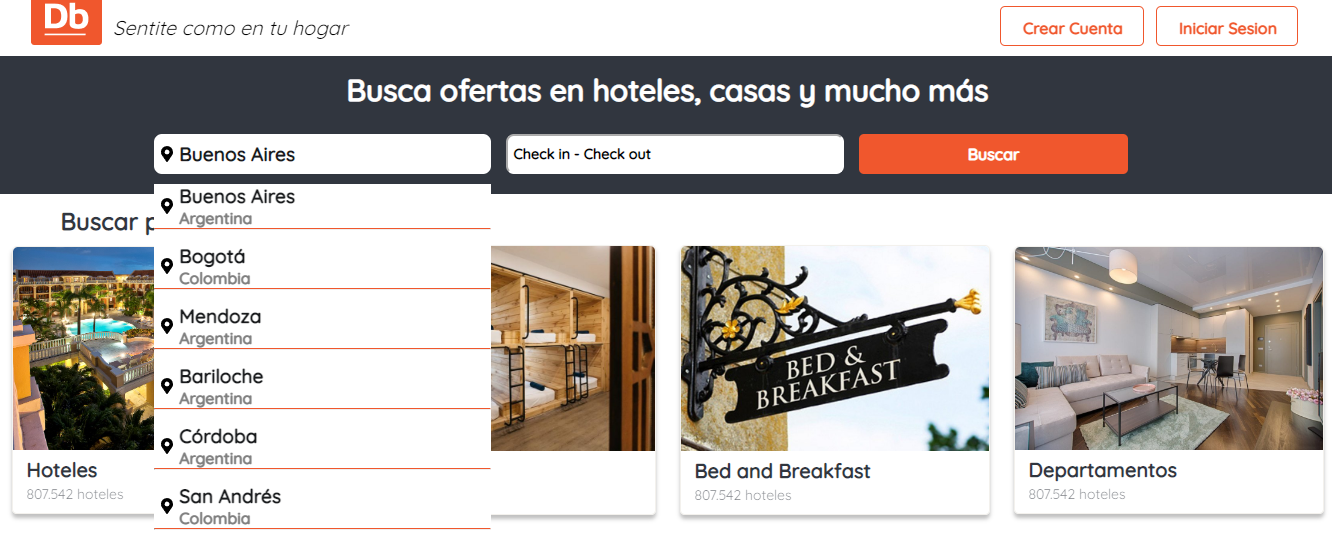 Db
Sentite como en tu hogar
Crear Cuenta
Iniciar Sesion
Busca ofertas en hoteles, casas y mucho más
Buenos Aires
Check in - Check out
Buscar
Buenos Aires
Argentina
Bogotá
Colombia
Mendoza
Argentina
Bariloche
Argentina
Córdoba
Argentina
San Andrés
Colombia
Buscar
BED &
BREAKFAST
Hoteles
807.542 hoteles
Bed and Breakfast
807.542 hoteles
Departamentos
807.542 hoteles